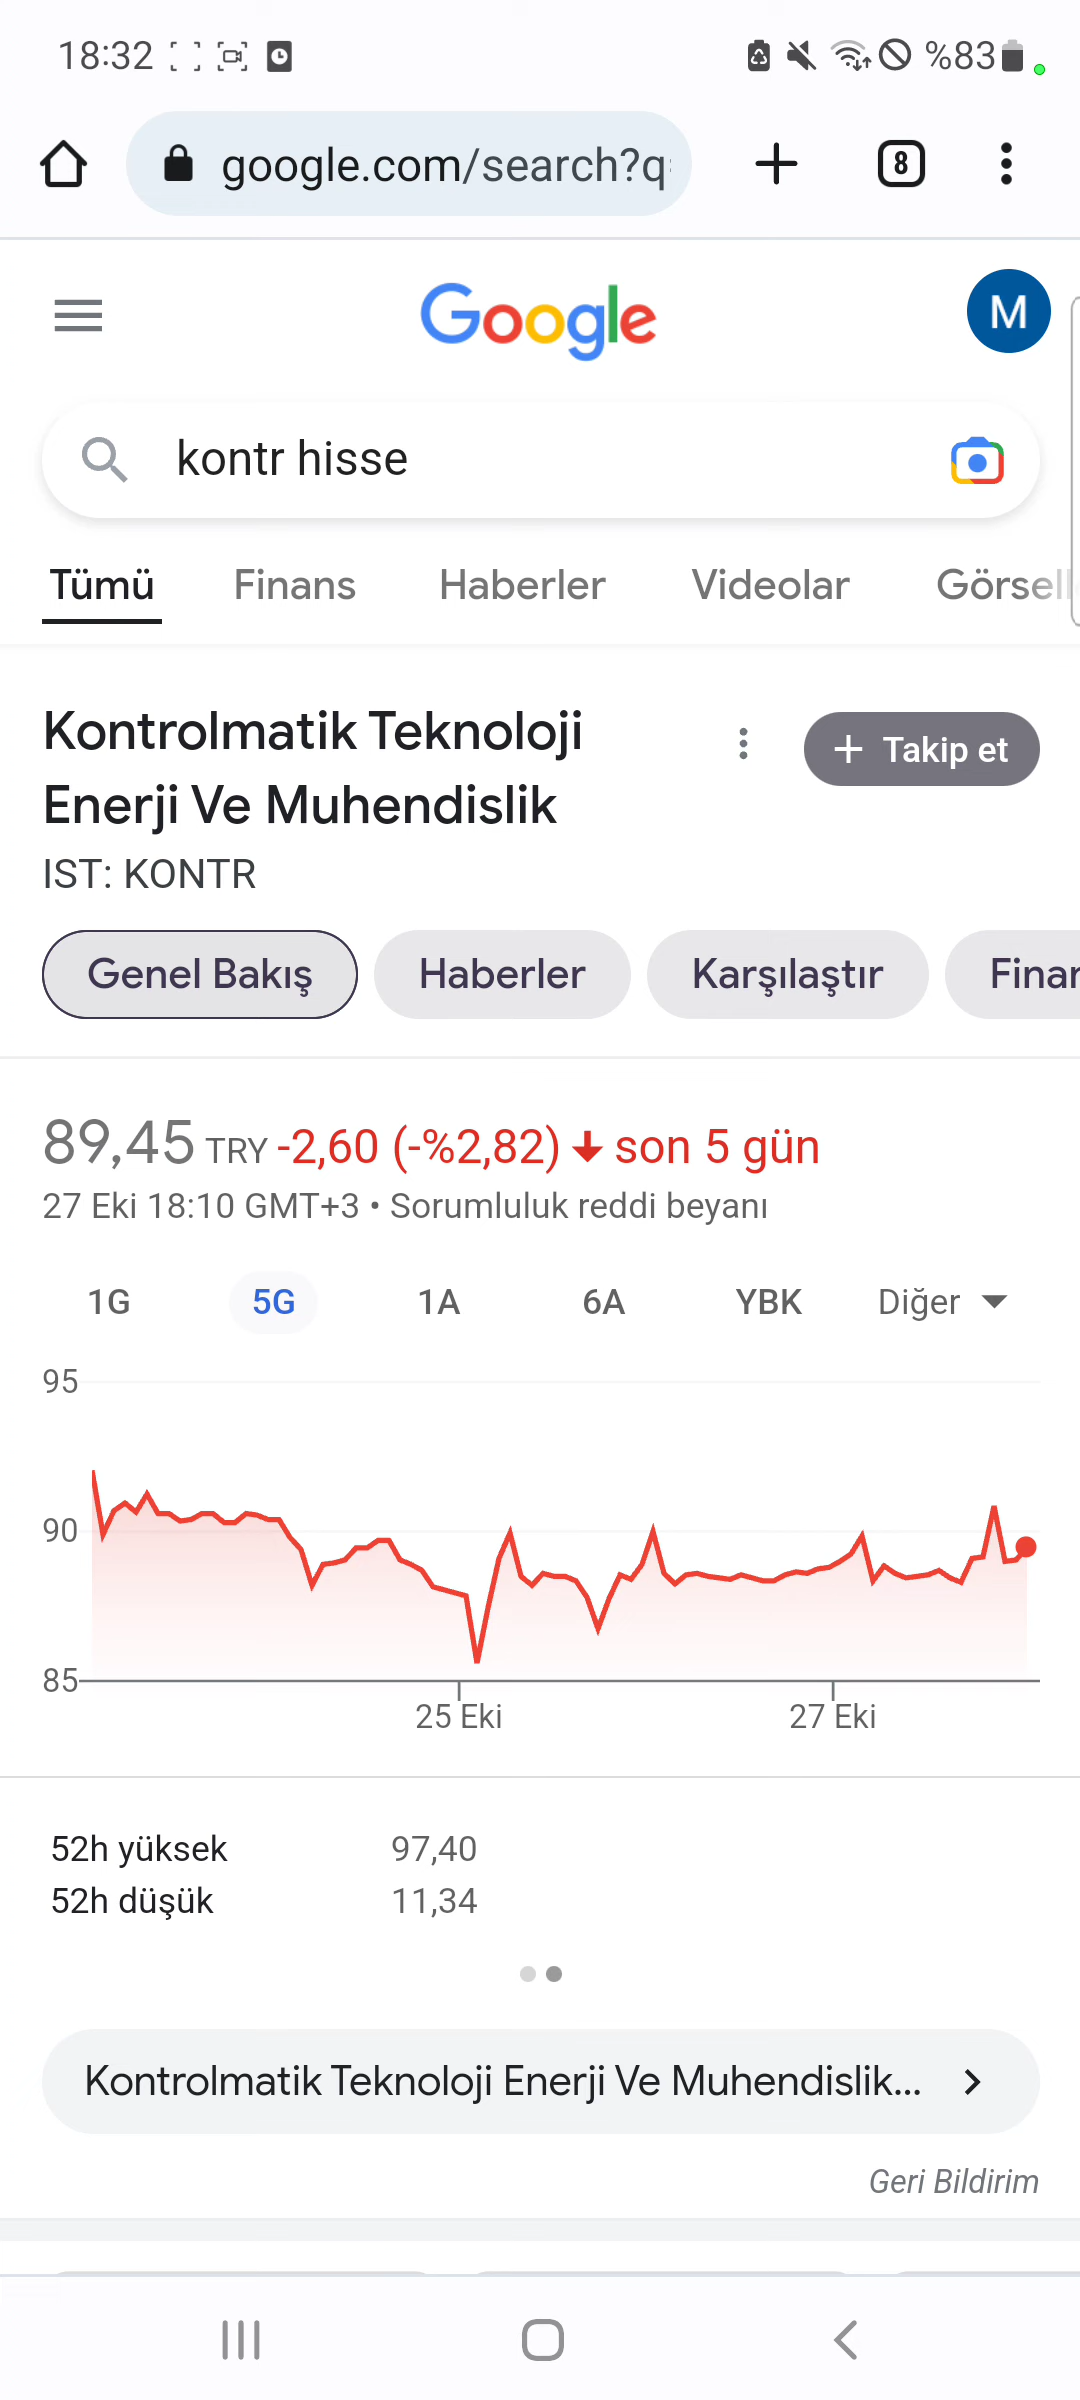 18:32
%83
google.com/search?q
8
Google
M
kontr hisse
Tümü Finans Haberler Videolar Görsell
Kontrolmatik Teknoloji
Enerji Ve Muhendislik
+ Takip et
IST: KONTR
Genel Bakış Haberler Karşılaştır Finan
89,45 TRY -2,60 (-%2,82) ↓ son 5 gün
27 Eki 18:10 GMT+3 • Sorumluluk reddi beyanı
1G 5G 1A 6A YBK Diğer
95
90
85
25 Eki 27 Eki
52h yüksek 97,40
52h düşük 11,34
Kontrolmatik Teknoloji Enerji Ve Muhendislik...
Geri Bildirim